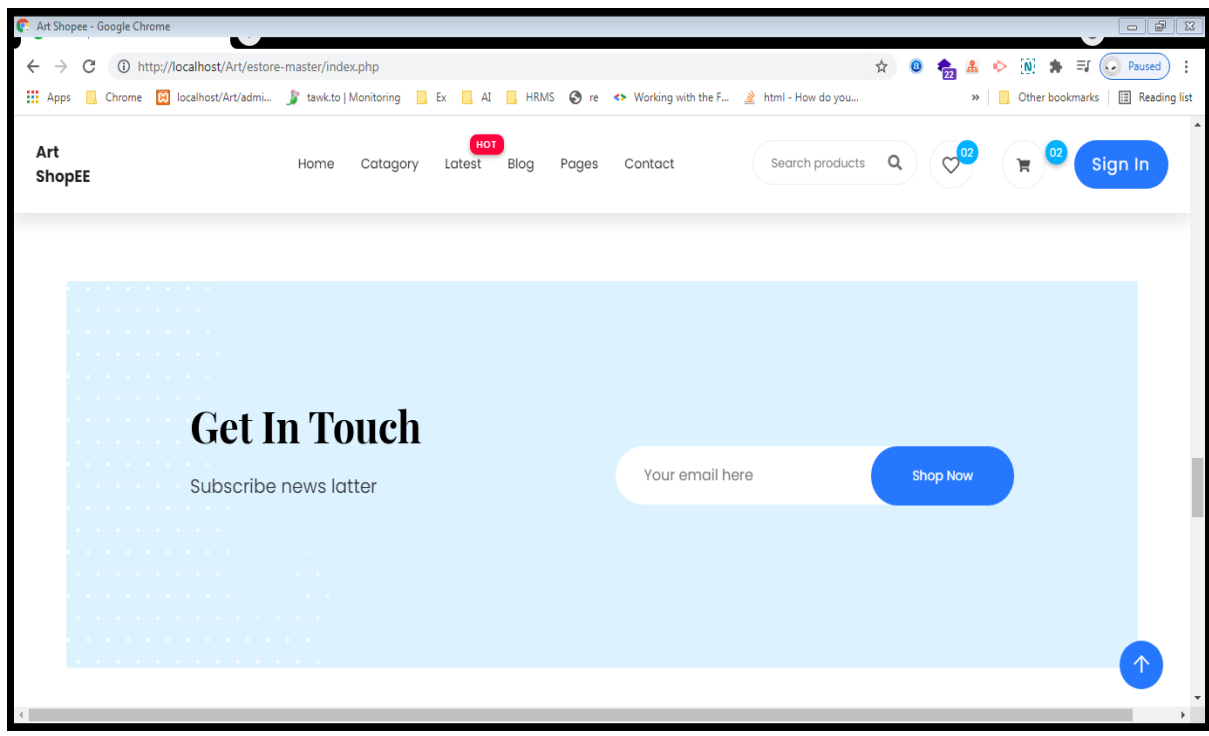 Art Shopee - Google Chrome
http://localhost/Art/estore-master/index.php
22
Paused
Apps Chrome localhost/Art/admi... tawk.to | Monitoring Ex AI HRMS re Working with the F... html - How do you... » Other bookmarks Reading list
HOT
Art
ShopEE
Home Catagory Latest Blog Pages Contact
Search products
02
02
Sign In
Get In Touch
Subscribe news latter
Your email here
Shop Now